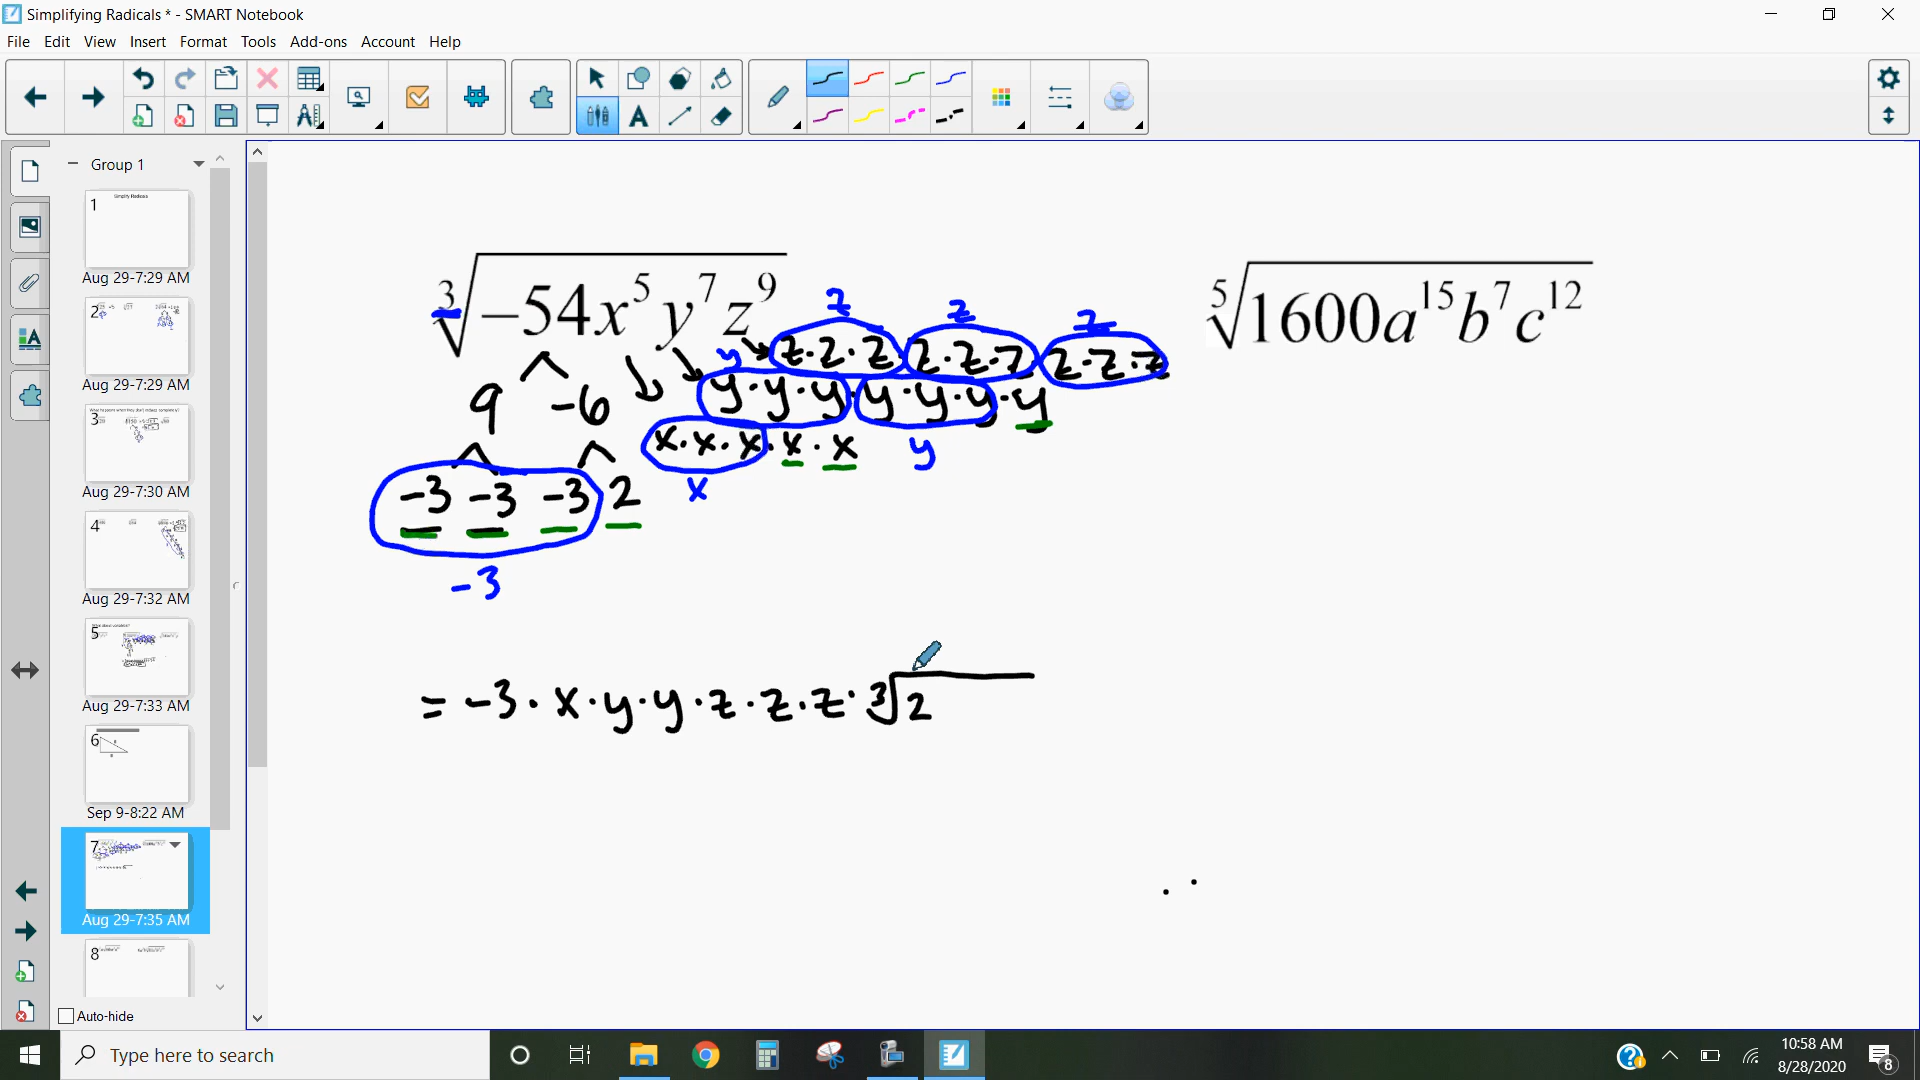 Simplifying Radicals * - SMART Notebook
File Edit View Insert Format Tools Add-ons Account Help
Group 1
1
Simplify Radicals
Aug 29-7:29 AM
2
Aug 29-7:29 AM
3
Aug 29-7:30 AM
4
Aug 29-7:32 AM
5
Aug 29-7:33 AM
6
Sep 9-8:22 AM
7
Aug 29-7:35 AM
8
Auto-hide
∛(-54x⁵y⁷z⁹)
⁵√(1600a¹⁵b⁷c¹²)
z z z
z·z·z z·z·z z·z·z
y
9 -6 y·y·y·y·y·y·y
x·x·x·x·x y
-3 -3 -3 2 x
-3
= -3·x·y·y·z·z·z·∛2
Type here to search
10:58 AM
8/28/2020
8